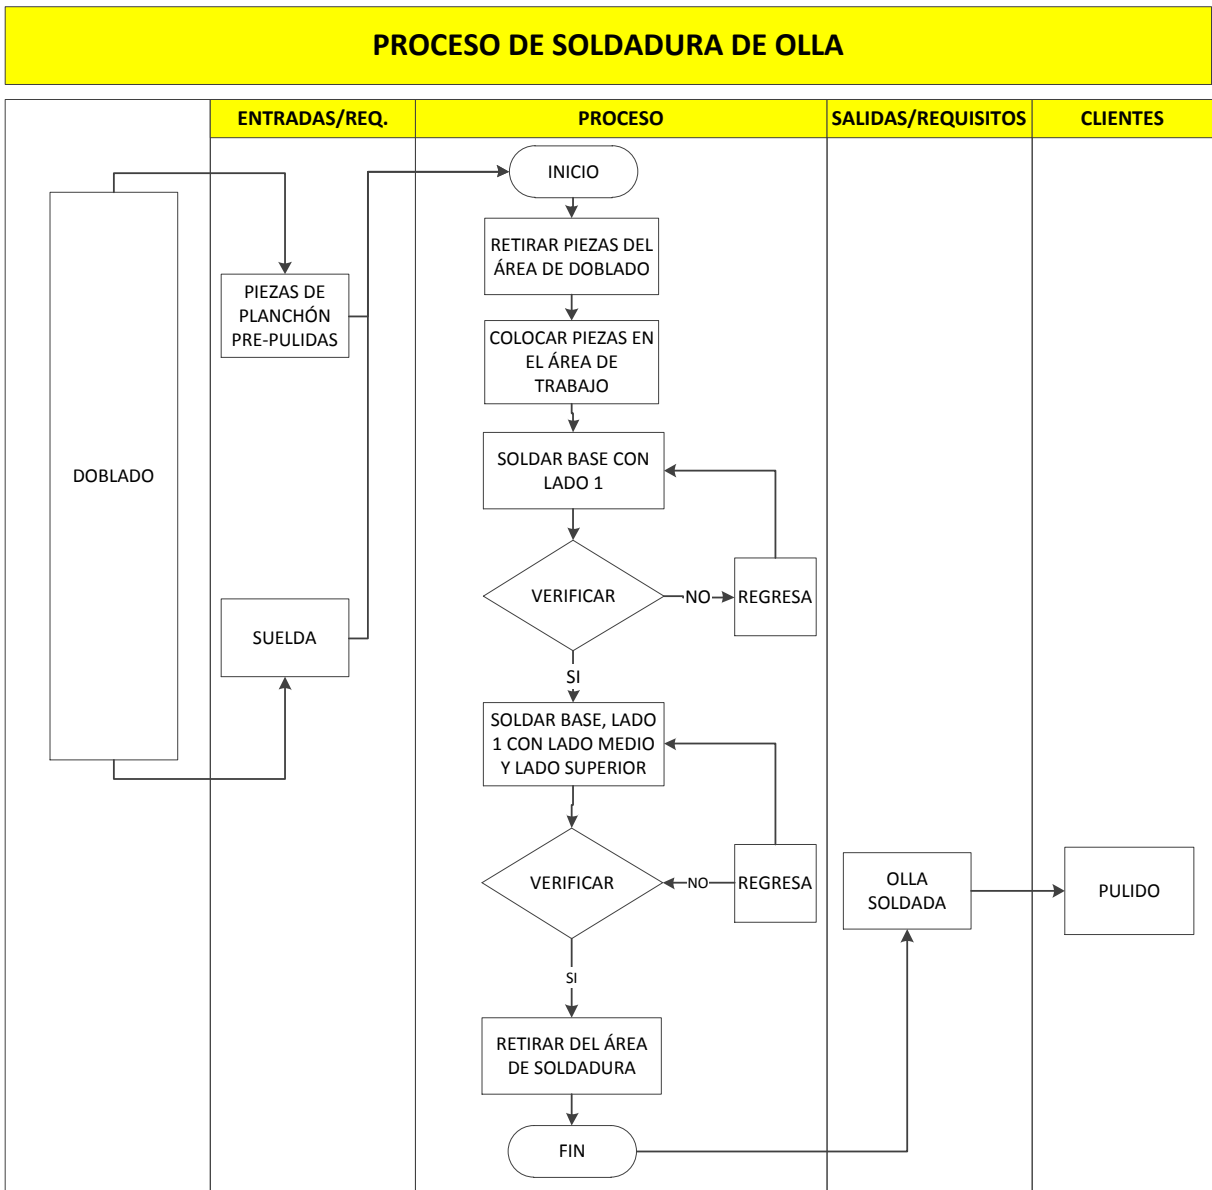 PROCESO DE SOLDADURA DE OLLA
ENTRADAS/REQ.
PROCESO
SALIDAS/REQUISITOS
CLIENTES
INICIO
RETIRAR PIEZAS DEL
ÁREA DE DOBLADO
PIEZAS DE
PLANCHÓN
PRE-PULIDAS
COLOCAR PIEZAS EN
EL ÁREA DE
TRABAJO
DOBLADO
SOLDAR BASE CON
LADO 1
VERIFICAR
NO
REGRESA
SUELDA
SI
SOLDAR BASE, LADO
1 CON LADO MEDIO
Y LADO SUPERIOR
VERIFICAR
NO
REGRESA
OLLA
SOLDADA
PULIDO
SI
RETIRAR DEL ÁREA
DE SOLDADURA
FIN